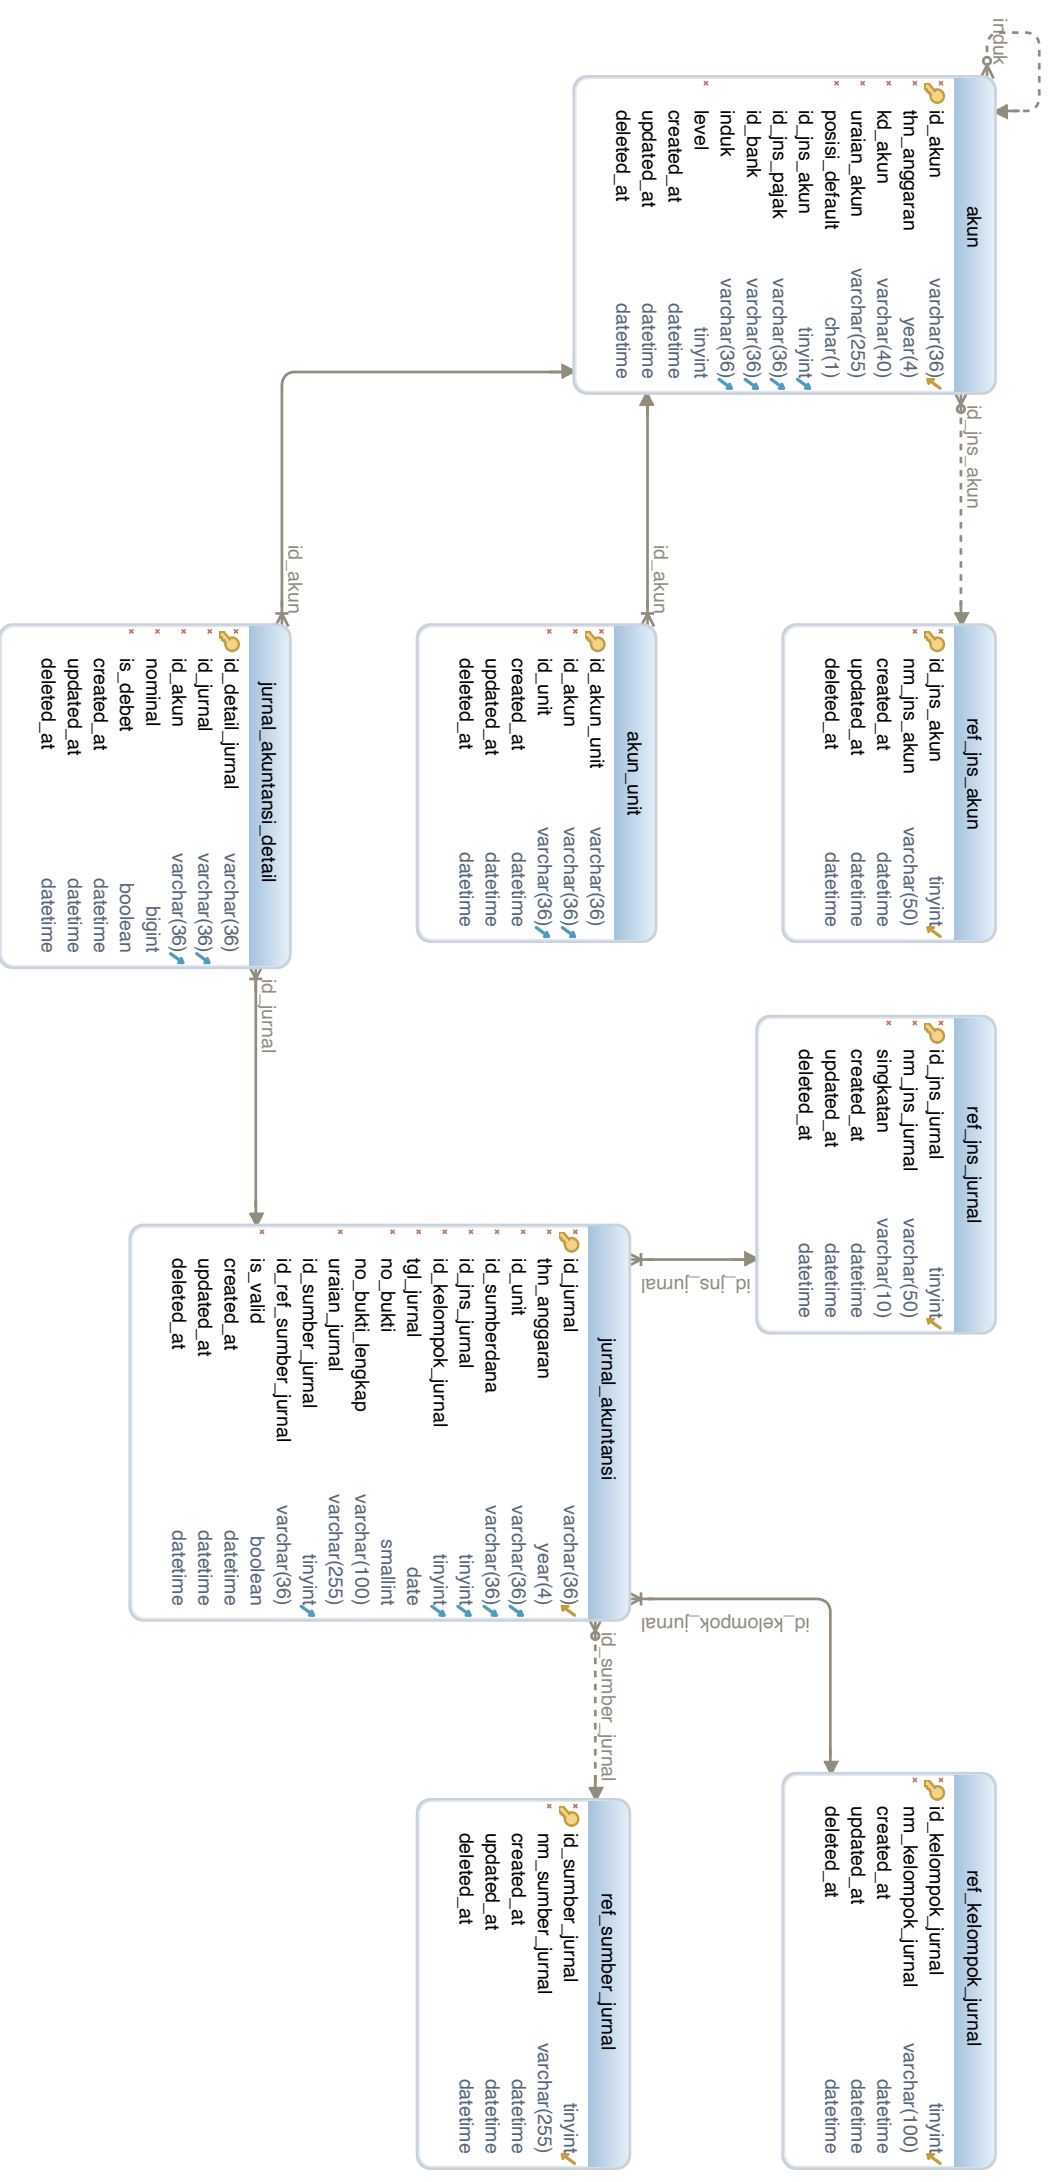 induk
akun
id_akun varchar(36)
thn_anggaran year(4)
kd_akun varchar(40)
uraian_akun varchar(255)
posisi_default char(1)
id_jns_akun tinyint
id_jns_pajak varchar(36)
id_bank varchar(36)
induk varchar(36)
level tinyint
created_at datetime
updated_at datetime
deleted_at datetime
id_jns_akun
ref_jns_akun
id_jns_akun tinyint
nm_jns_akun varchar(50)
created_at datetime
updated_at datetime
deleted_at datetime
id_akun
akun_unit
id_akun_unit varchar(36)
id_akun varchar(36)
id_unit varchar(36)
created_at datetime
updated_at datetime
deleted_at datetime
id_akun
jurnal_akuntansi_detail
id_detail_jurnal varchar(36)
id_jurnal varchar(36)
id_akun varchar(36)
nominal bigint
is_debet boolean
created_at datetime
updated_at datetime
deleted_at datetime
id_jurnal
ref_jns_jurnal
id_jns_jurnal tinyint
nm_jns_jurnal varchar(50)
singkatan varchar(10)
created_at datetime
updated_at datetime
deleted_at datetime
id_jns_jurnal
jurnal_akuntansi
id_jurnal varchar(36)
thn_anggaran year(4)
id_unit varchar(36)
id_sumberdana varchar(36)
id_jns_jurnal tinyint
id_kelompok_jurnal tinyint
tgl_jurnal date
no_bukti smallint
no_bukti_lengkap varchar(100)
uraian_jurnal varchar(255)
id_sumber_jurnal tinyint
id_ref_sumber_jurnal varchar(36)
is_valid boolean
created_at datetime
updated_at datetime
deleted_at datetime
id_kelompok_jurnal
ref_kelompok_jurnal
id_kelompok_jurnal tinyint
nm_kelompok_jurnal varchar(100)
created_at datetime
updated_at datetime
deleted_at datetime
id_sumber_jurnal
ref_sumber_jurnal
id_sumber_jurnal tinyint
nm_sumber_jurnal varchar(255)
created_at datetime
updated_at datetime
deleted_at datetime